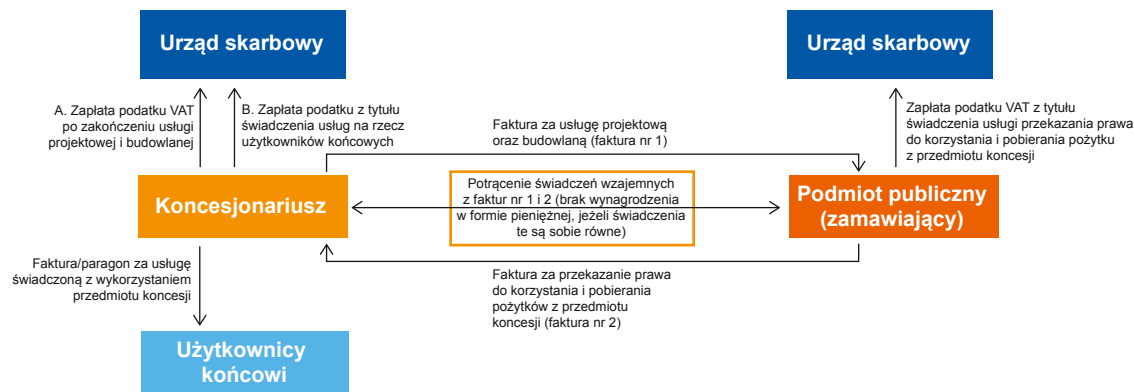 Urząd skarbowy
Urząd skarbowy
A. Zapłata podatku VAT
po zakończeniu usługi
projektowej i budowlanej
B. Zapłata podatku z tytułu
świadczenia usług na rzecz
użytkowników końcowych
Faktura za usługę projektową
oraz budowlaną (faktura nr 1)
Zapłata podatku VAT z tytułu
świadczenia usługi przekazania prawa
do korzystania i pobierania pożytku
z przedmiotu koncesji
Koncesjonariusz
Potrącenie świadczeń wzajemnych
z faktur nr 1 i 2 (brak wynagrodzenia
w formie pieniężnej, jeżeli świadczenia
te są sobie równe)
Podmiot publiczny
(zamawiający)
Faktura/paragon za usługę
świadczoną z wykorzystaniem
przedmiotu koncesji
Faktura za przekazanie prawa
do korzystania i pobierania
pożytków z przedmiotu
koncesji (faktura nr 2)
Użytkownicy
końcowi